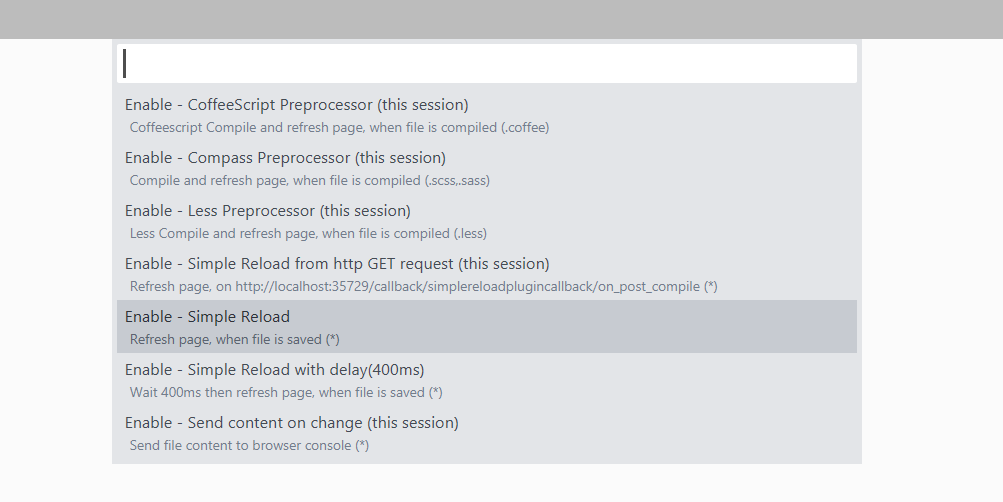 Enable - CoffeeScript Preprocessor (this session)
Coffeescript Compile and refresh page, when file is compiled (.coffee)
Enable - Compass Preprocessor (this session)
Compile and refresh page, when file is compiled (.scss,.sass)
Enable - Less Preprocessor (this session)
Less Compile and refresh page, when file is compiled (.less)
Enable - Simple Reload from http GET request (this session)
Refresh page, on http://localhost:35729/callback/simplereloadplugincallback/on_post_compile (*)
Enable - Simple Reload
Refresh page, when file is saved (*)
Enable - Simple Reload with delay(400ms)
Wait 400ms then refresh page, when file is saved (*)
Enable - Send content on change (this session)
Send file content to browser console (*)